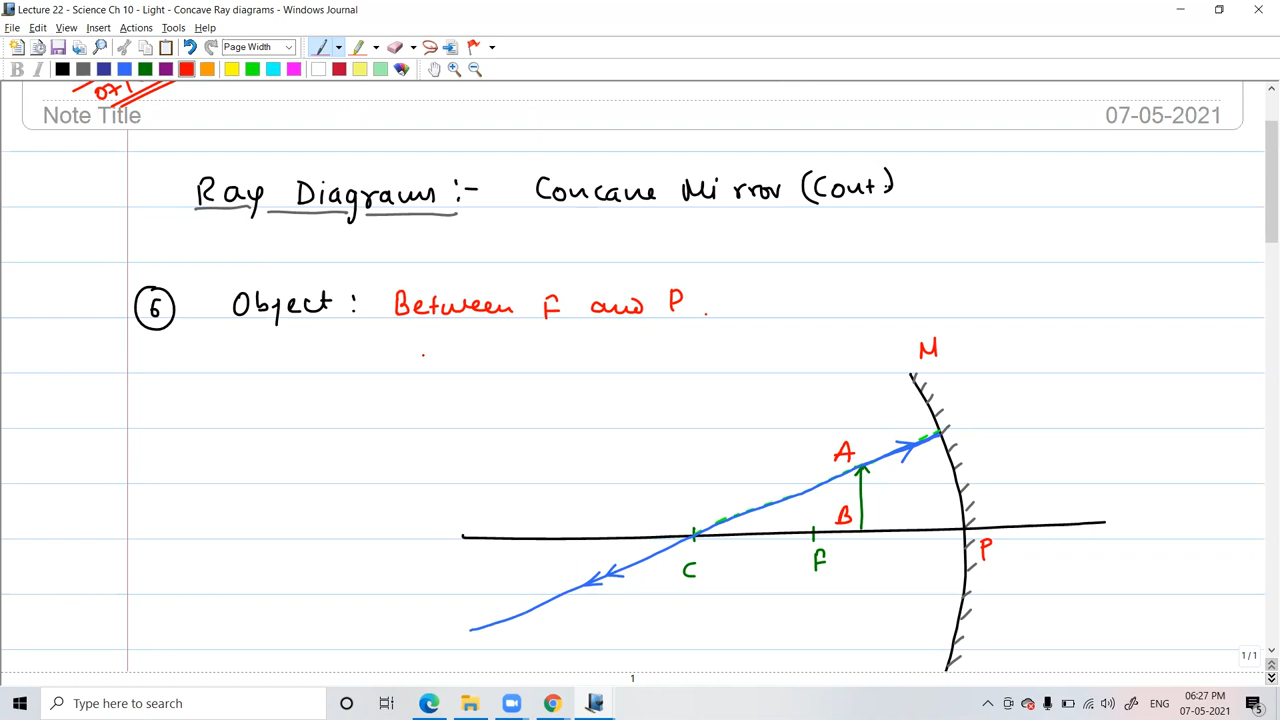 Lecture 22 - Science Ch 10 - Light - Concave Ray diagrams - Windows Journal
File Edit View Insert Actions Tools Help
Page Width
B I
07
Note Title 07-05-2021
Ray Diagrams :- Concave Mirror (Cont.)
6 Object : Between F and P .
M
A
B
C F P
1/1
1
Type here to search
ENG 06:27 PM 07-05-2021 5